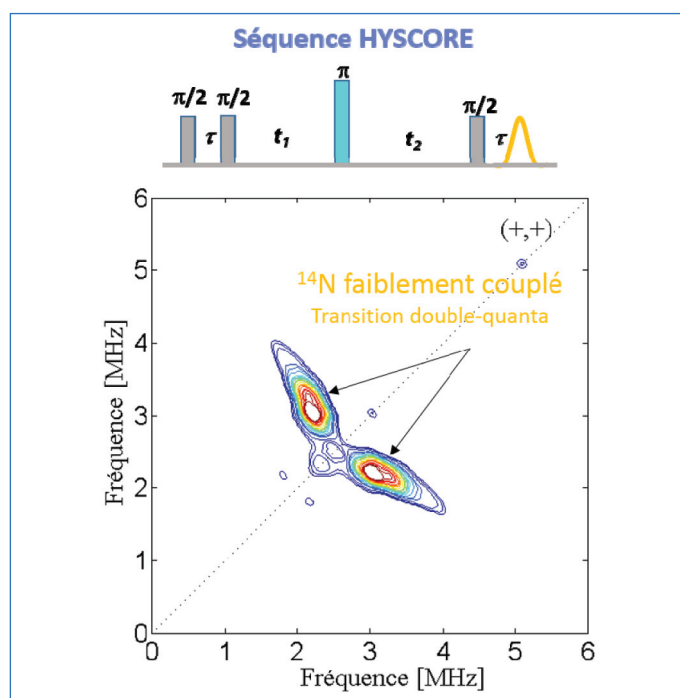 Séquence HYSCORE
π
π/2 π/2 π/2
τ t₁ t₂ τ
6
(+,+)
5
¹⁴N faiblement couplé
Transition double-quanta
4
3
2
1
0
Fréquence [MHz]
0 1 2 3 4 5 6
Fréquence [MHz]